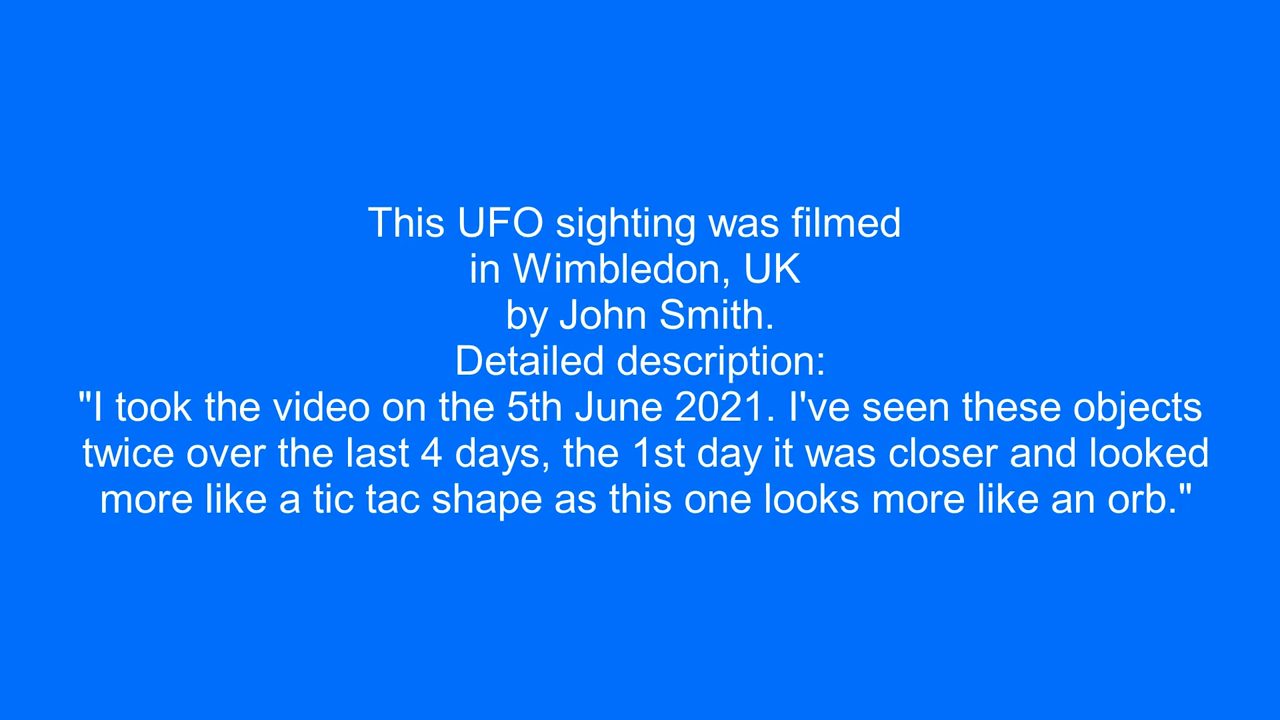 This UFO sighting was filmed
in Wimbledon, UK
by John Smith.
Detailed description:
"I took the video on the 5th June 2021. I've seen these objects
twice over the last 4 days, the 1st day it was closer and looked
more like a tic tac shape as this one looks more like an orb."